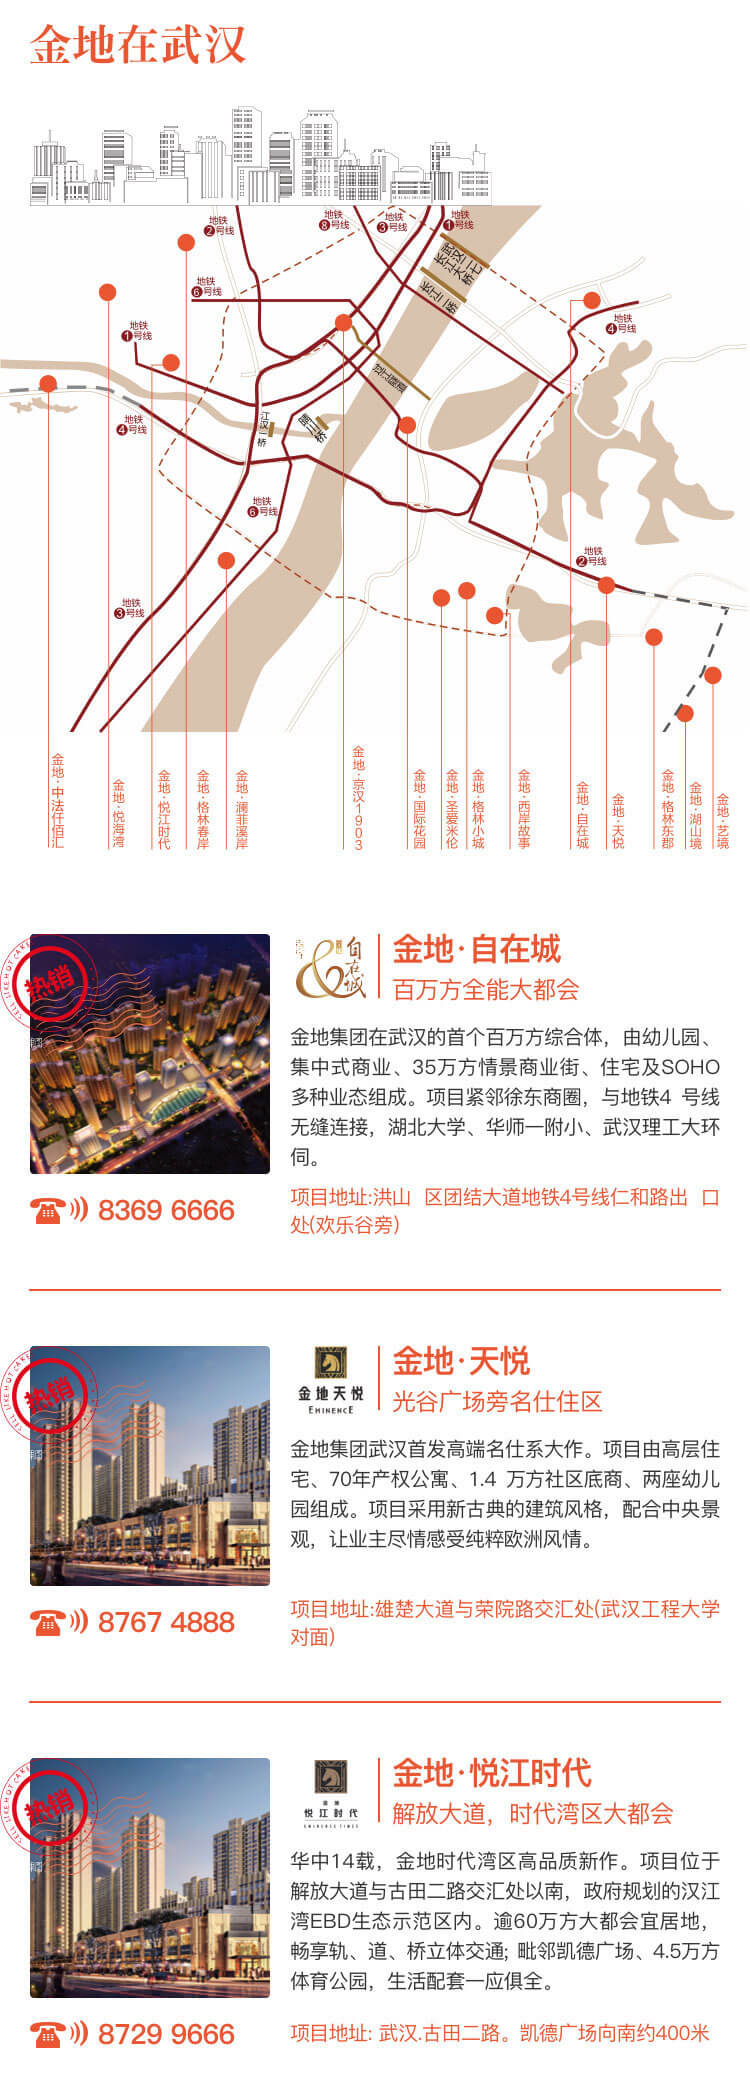 金地在武汉
地铁
2号线
地铁
8号线
地铁
3号线
地铁
1号线
武汉二七
长江大桥
长江二桥
地铁
6号线
地铁
1号线
地铁
4号线
过江隧道
地铁
4号线
江汉一桥
晴川桥
地铁
6号线
地铁
2号线
地铁
3号线
金地·中法仟佰汇
金地·悦海湾
金地·悦江时代
金地·格林春岸
金地·澜菲溪岸
金地·京汉1903
金地·国际花园
金地·圣爱米伦
金地·格林小城
金地·西岸故事
金地·自在城
金地·天悦
金地·格林东郡
金地·湖山境
金地·艺境
热销
CELL LIKE HOT CAKE
自在城
金地·自在城
百万方全能大都会
金地集团在武汉的首个百万方综合体，由幼儿园、
集中式商业、35万方情景商业街、住宅及SOHO
多种业态组成。项目紧邻徐东商圈，与地铁4 号线
无缝连接，湖北大学、华师一附小、武汉理工大环
伺。
8369 6666
项目地址:洪山 区团结大道地铁4号线仁和路出 口
处(欢乐谷旁)
热销
CELL LIKE HOT CAKE
金地天悦
EMINENCE
金地·天悦
光谷广场旁名仕住区
金地集团武汉首发高端名仕系大作。项目由高层住
宅、70年产权公寓、1.4 万方社区底商、两座幼儿
园组成。项目采用新古典的建筑风格，配合中央景
观，让业主尽情感受纯粹欧洲风情。
8767 4888
项目地址:雄楚大道与荣院路交汇处(武汉工程大学
对面)
热销
CELL LIKE HOT CAKE
金地
悦江时代
EMINENCE TIMES
金地·悦江时代
解放大道，时代湾区大都会
华中14载，金地时代湾区高品质新作。项目位于
解放大道与古田二路交汇处以南，政府规划的汉江
湾EBD生态示范区内。逾60万方大都会宜居地，
畅享轨、道、桥立体交通; 毗邻凯德广场、4.5万方
体育公园，生活配套一应俱全。
8729 9666
项目地址: 武汉.古田二路。凯德广场向南约400米